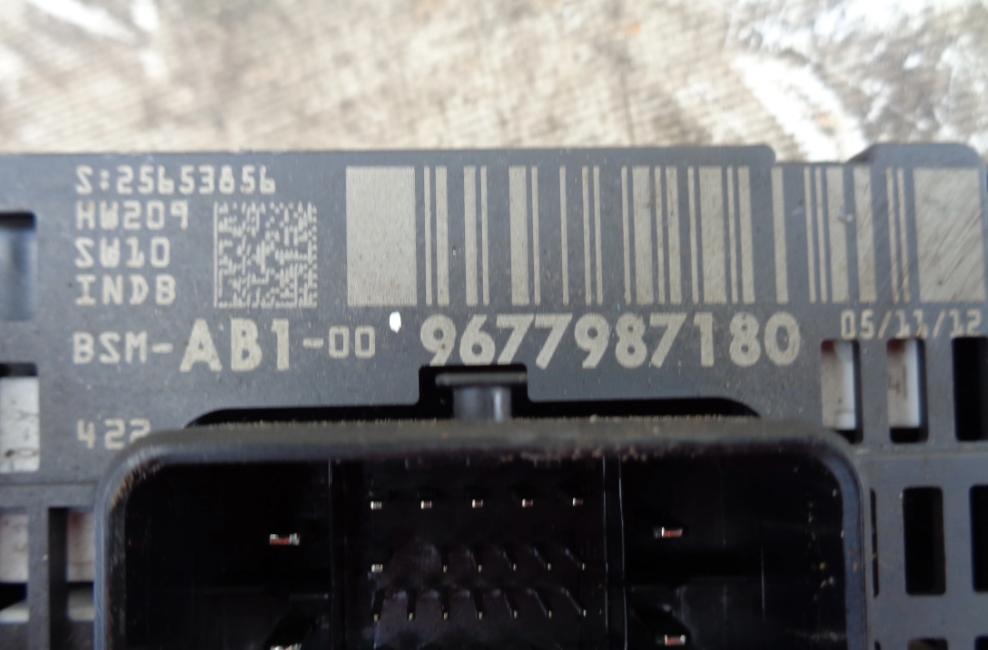 S:25653856
HW209
SW10
INDB
BSM-AB1-00 9677987180 05/11/12
422